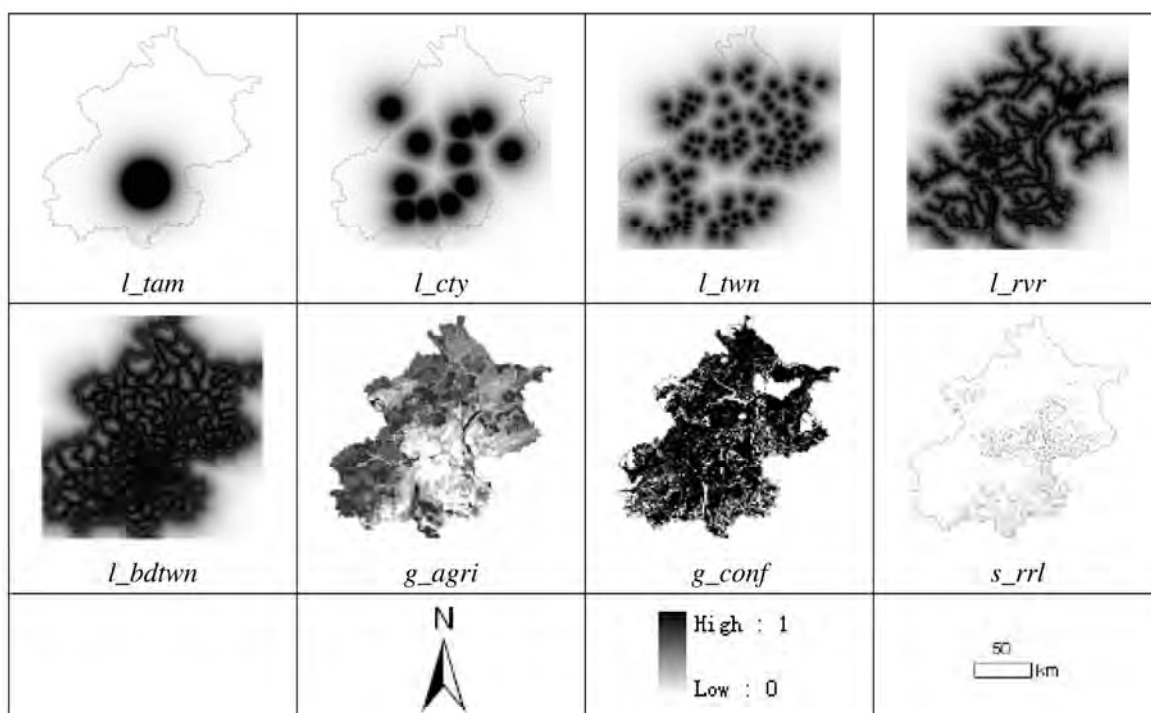 l_tam
l_cty
l_twn
l_rvr
l_bdtwn
g_agri
g_conf
s_rrl
N
High : 1
Low : 0
50
km